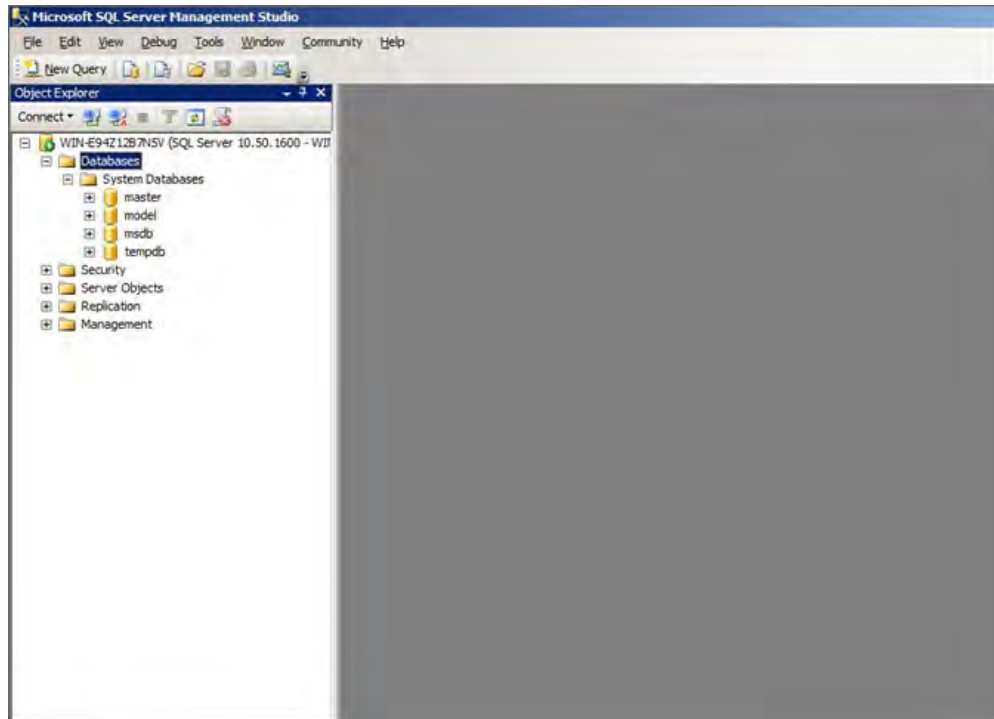 Microsoft SQL Server Management Studio
File Edit View Debug Tools Window Community Help
New Query
Object Explorer
Connect
WIN-E94Z12B7N5V (SQL Server 10.50.1600 - WIN
Databases
System Databases
master
model
msdb
tempdb
Security
Server Objects
Replication
Management